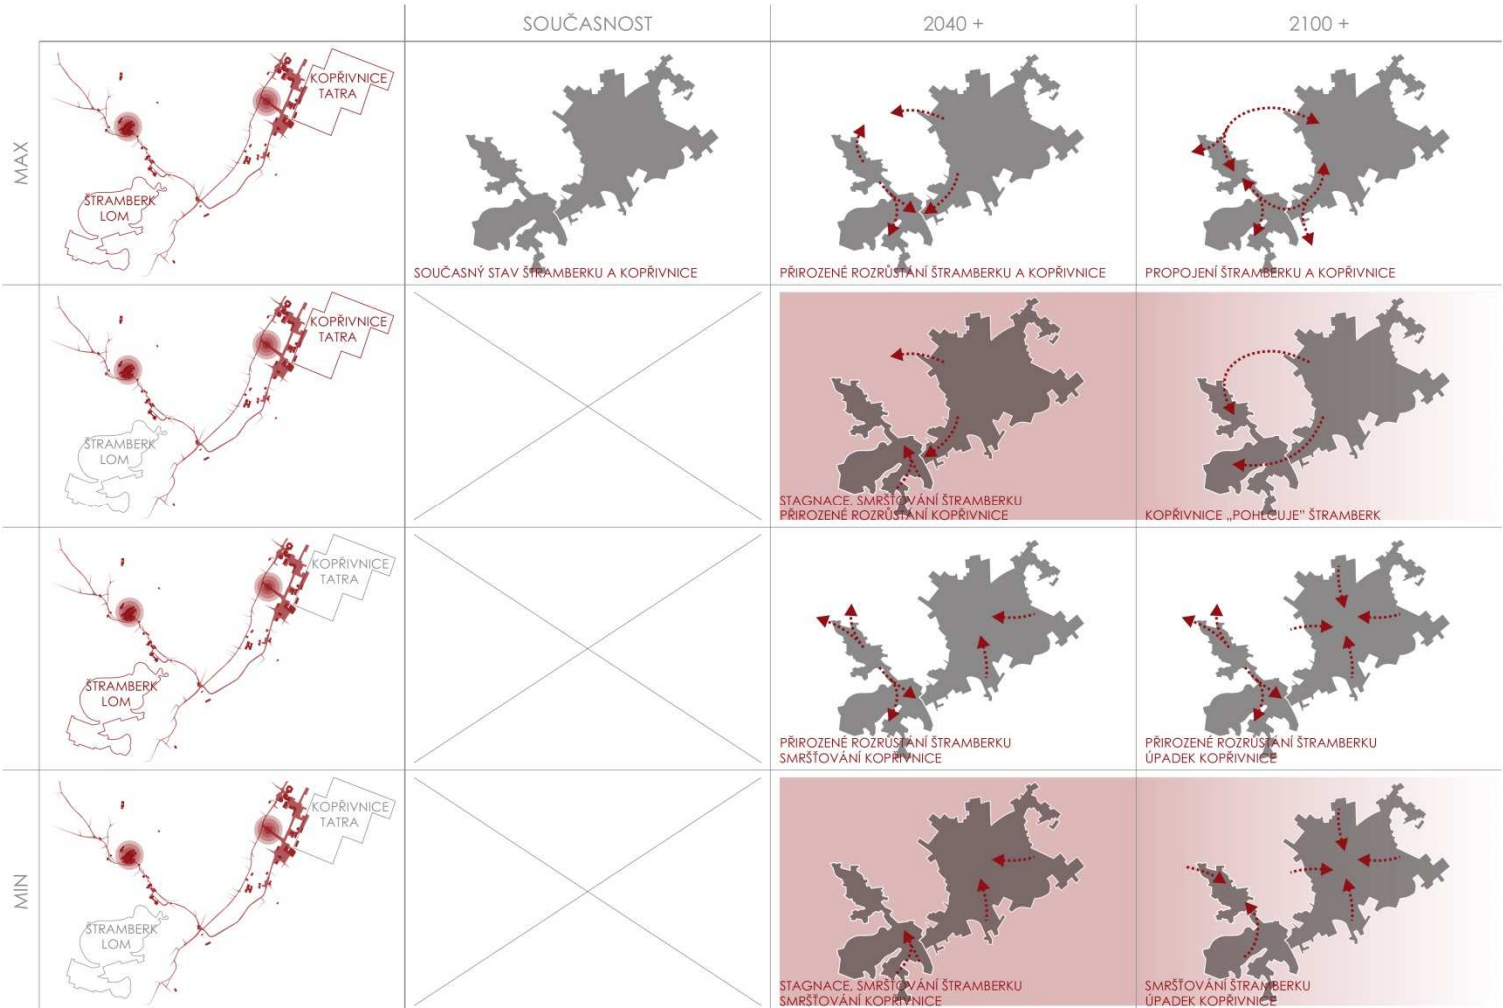 SOUČASNOST
2040 +
2100 +
MAX
KOPŘIVNICE
TATRA
ŠTRAMBERK
LOM
SOUČASNÝ STAV ŠTRAMBERKU A KOPŘIVNICE
PŘIROZENÉ ROZRŮSTÁNÍ ŠTRAMBERKU A KOPŘIVNICE
PROPOJENÍ ŠTRAMBERKU A KOPŘIVNICE
KOPŘIVNICE
TATRA
ŠTRAMBERK
LOM
STAGNACE, SMRŠŤOVÁNÍ ŠTRAMBERKU
PŘIROZENÉ ROZRŮSTÁNÍ KOPŘIVNICE
KOPŘIVNICE „POHLCUJE" ŠTRAMBERK
KOPŘIVNICE
TATRA
ŠTRAMBERK
LOM
PŘIROZENÉ ROZRŮSTÁNÍ ŠTRAMBERKU
SMRŠŤOVÁNÍ KOPŘIVNICE
PŘIROZENÉ ROZRŮSTÁNÍ ŠTRAMBERKU
ÚPADEK KOPŘIVNICE
MIN
KOPŘIVNICE
TATRA
ŠTRAMBERK
LOM
STAGNACE, SMRŠŤOVÁNÍ ŠTRAMBERKU
SMRŠŤOVÁNÍ KOPŘIVNICE
SMRŠŤOVÁNÍ ŠTRAMBERKU
ÚPADEK KOPŘIVNICE